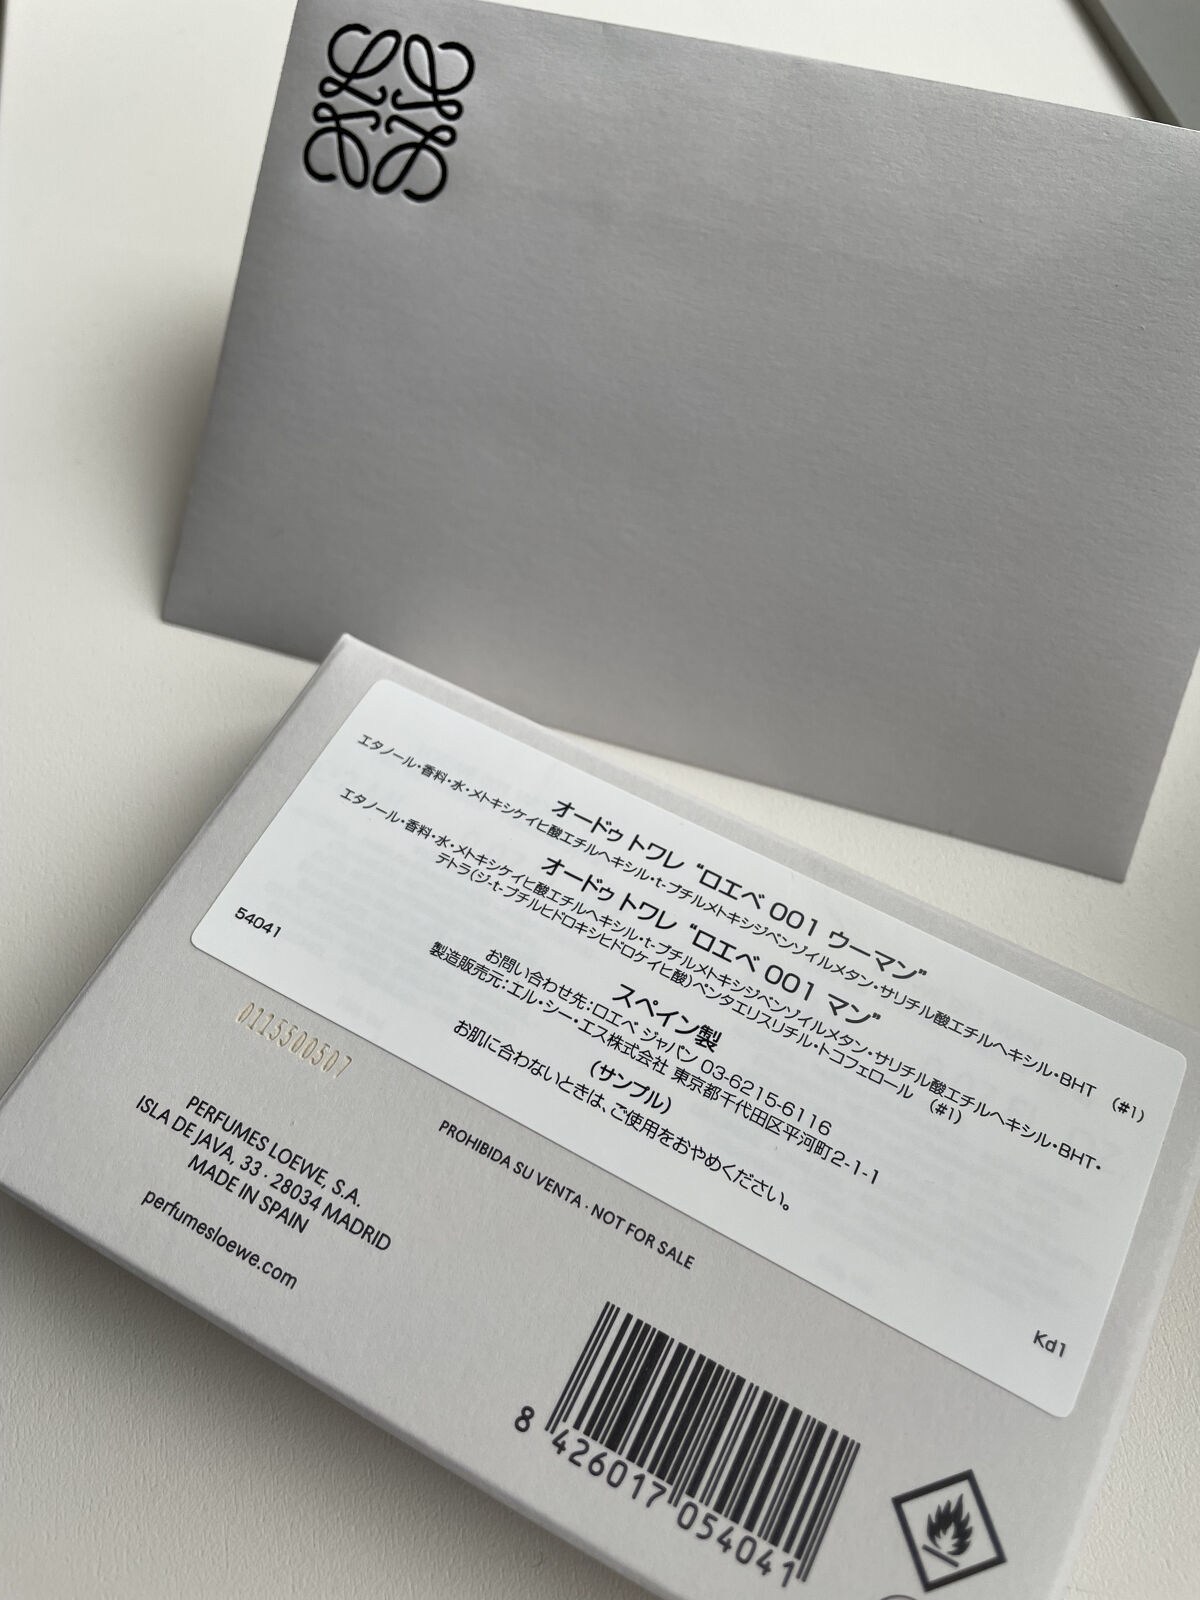 オードゥ トワレ “ロエベ 001 ウーマン”
エタノール・香料・水・メトキシケイヒ酸エチルヘキシル・t-ブチルメトキシジベンゾイルメタン・サリチル酸エチルヘキシル・BHT (#1)
オードゥ トワレ “ロエベ 001 マン”
エタノール・香料・水・メトキシケイヒ酸エチルヘキシル・t-ブチルメトキシジベンゾイルメタン・サリチル酸エチルヘキシル・BHT・
テトラ(ジ-t-ブチルヒドロキシヒドロケイヒ酸)ペンタエリスリチル・トコフェロール (#1)
スペイン製
お問い合わせ先:ロエベ ジャパン 03-6215-6116
製造販売元:エル・シー・エス株式会社 東京都千代田区平河町2-1-1
(サンプル)
お肌に合わないときは、ご使用をおやめください。
54041
Kd1
0115500507
PERFUMES LOEWE, S.A.
ISLA DE JAVA, 33 · 28034 MADRID
MADE IN SPAIN
perfumesloewe.com
PROHIBIDA SU VENTA · NOT FOR SALE
8 426017 054041